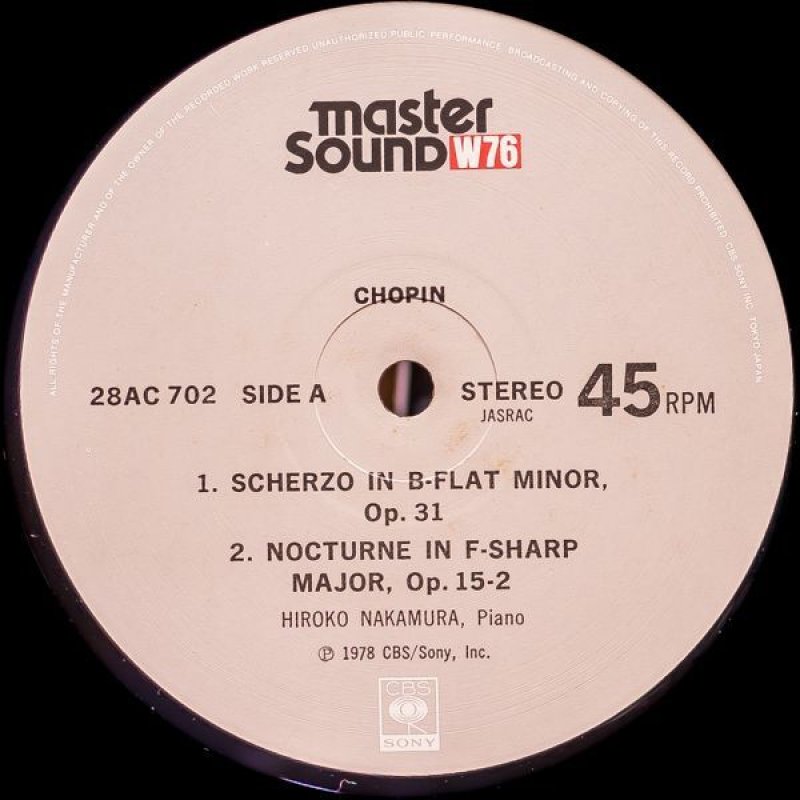 ALL RIGHTS OF THE MANUFACTURER AND OF THE OWNER OF THE RECORDED WORK RESERVED UNAUTHORIZED PUBLIC PERFORMANCE BROADCASTING AND COPYING OF THIS RECORD PROHIBITED. CBS SONY INC. TOKYO JAPAN
master
SOUND W76
CHOPIN
28AC 702 SIDE A STEREO 45 RPM
JASRAC
1. SCHERZO IN B-FLAT MINOR,
Op. 31
2. NOCTURNE IN F-SHARP
MAJOR, Op. 15-2
HIROKO NAKAMURA, Piano
℗ 1978 CBS/Sony, Inc.
CBS
SONY